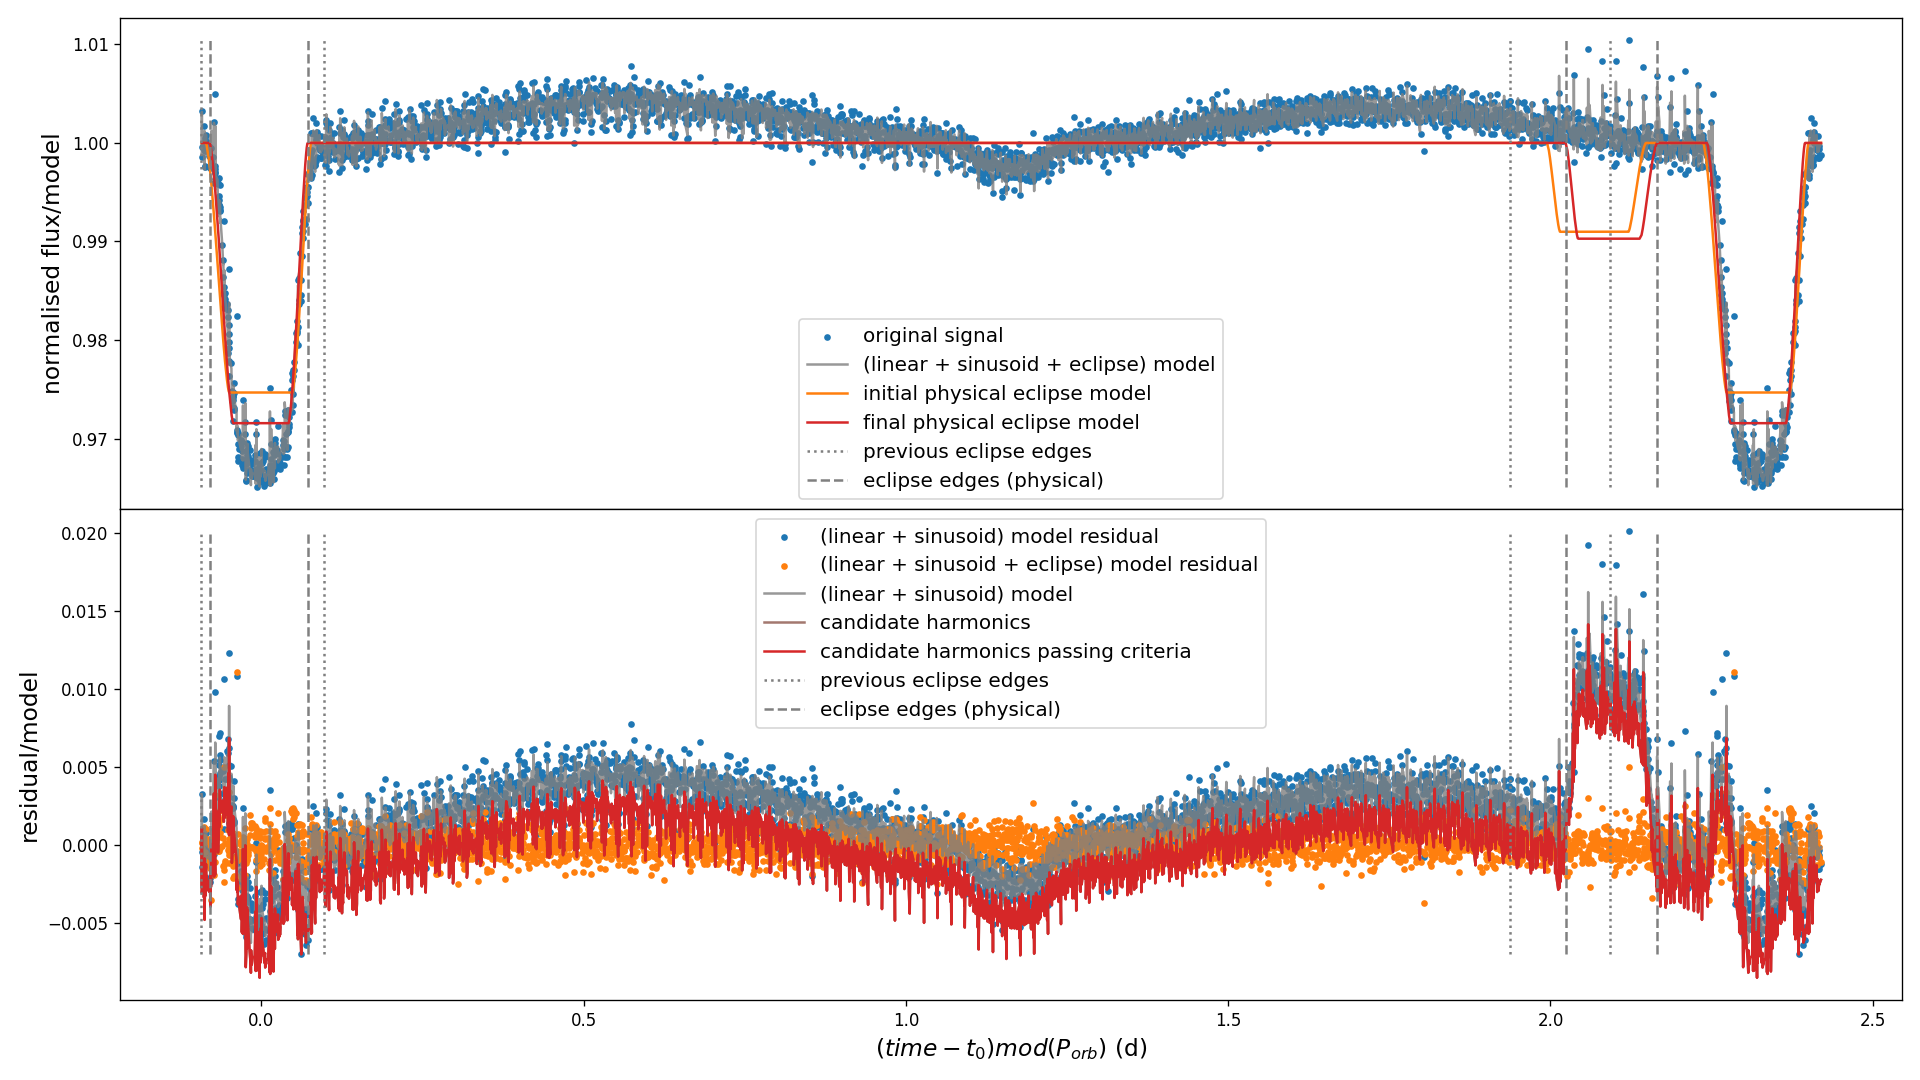 1.01
1.00
0.99
0.98
0.97
normalised flux/model
original signal
(linear + sinusoid + eclipse) model
initial physical eclipse model
final physical eclipse model
previous eclipse edges
eclipse edges (physical)
0.020
0.015
0.010
0.005
0.000
−0.005
residual/model
(linear + sinusoid) model residual
(linear + sinusoid + eclipse) model residual
(linear + sinusoid) model
candidate harmonics
candidate harmonics passing criteria
previous eclipse edges
eclipse edges (physical)
0.0 0.5 1.0 1.5 2.0 2.5
(time − t₀)mod(P_{orb}) (d)